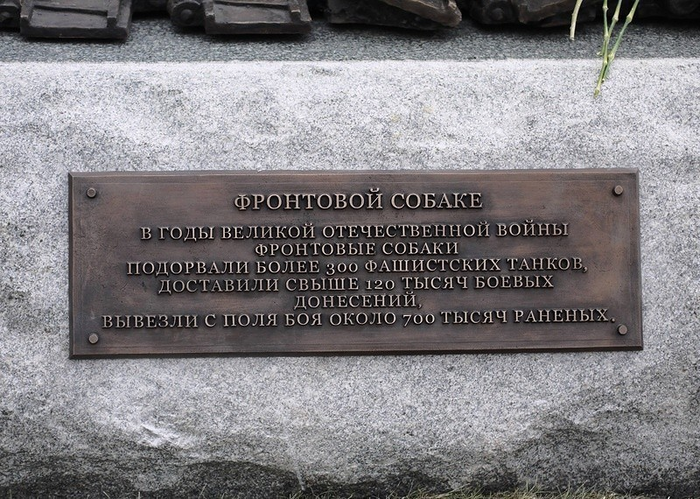 ФРОНТОВОЙ СОБАКЕ
В ГОДЫ ВЕЛИКОЙ ОТЕЧЕСТВЕННОЙ ВОЙНЫ
ФРОНТОВЫЕ СОБАКИ
ПОДОРВАЛИ БОЛЕЕ 300 ФАШИСТСКИХ ТАНКОВ,
ДОСТАВИЛИ СВЫШЕ 120 ТЫСЯЧ БОЕВЫХ
ДОНЕСЕНИЙ,
ВЫВЕЗЛИ С ПОЛЯ БОЯ ОКОЛО 700 ТЫСЯЧ РАНЕНЫХ.